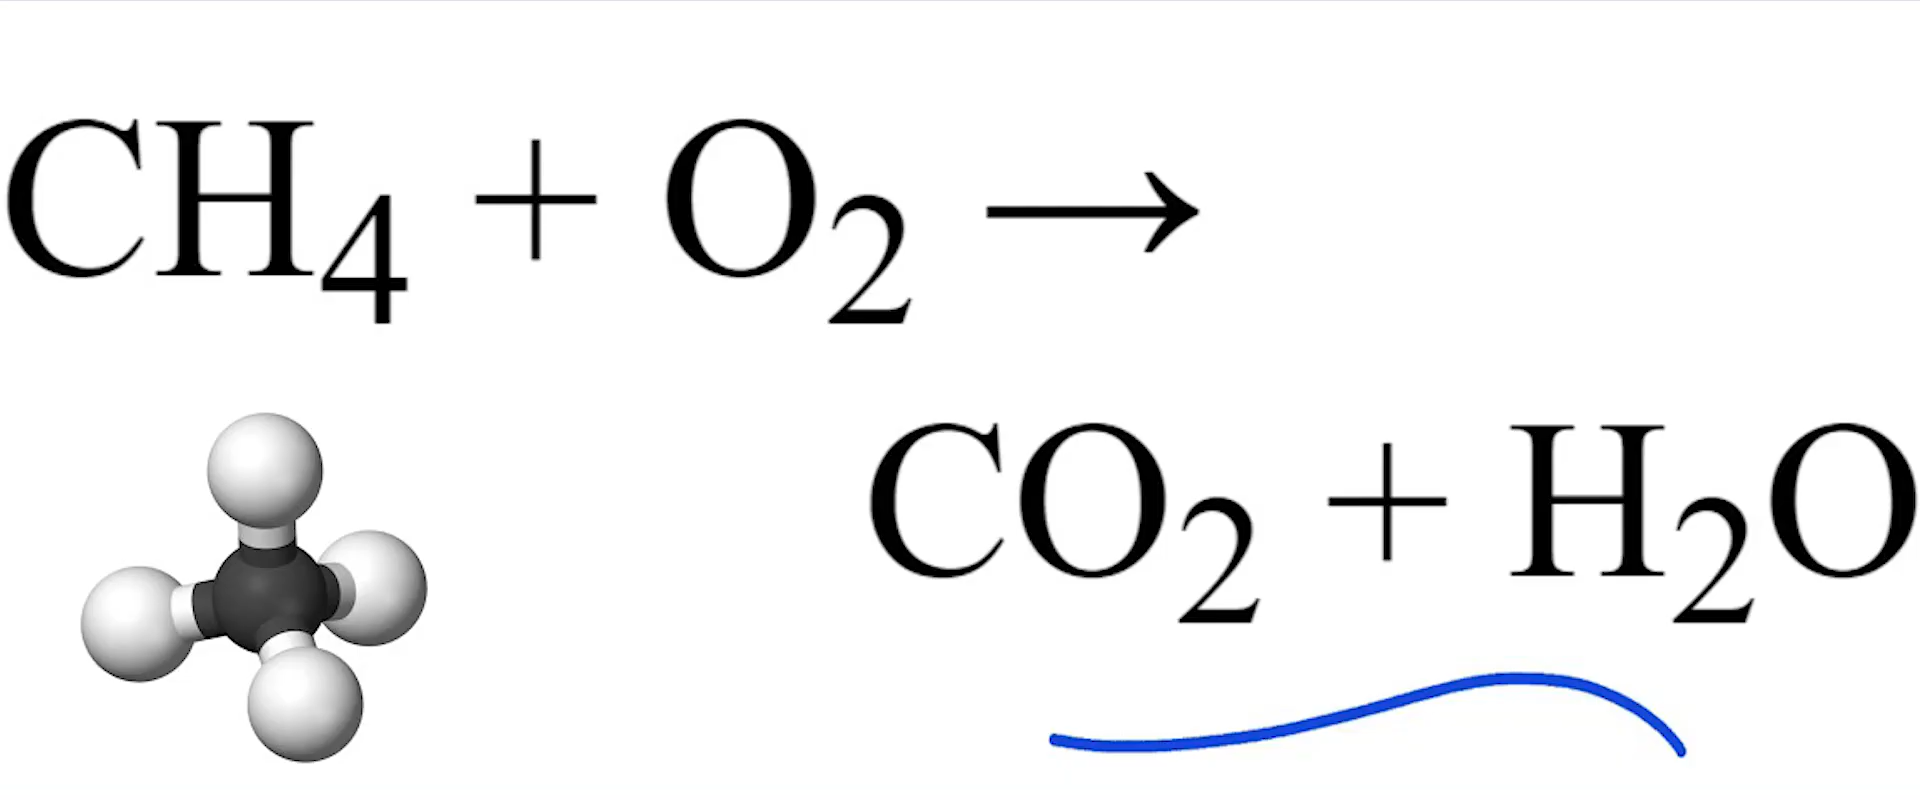 CH₄ + O₂ →
CO₂ + H₂O